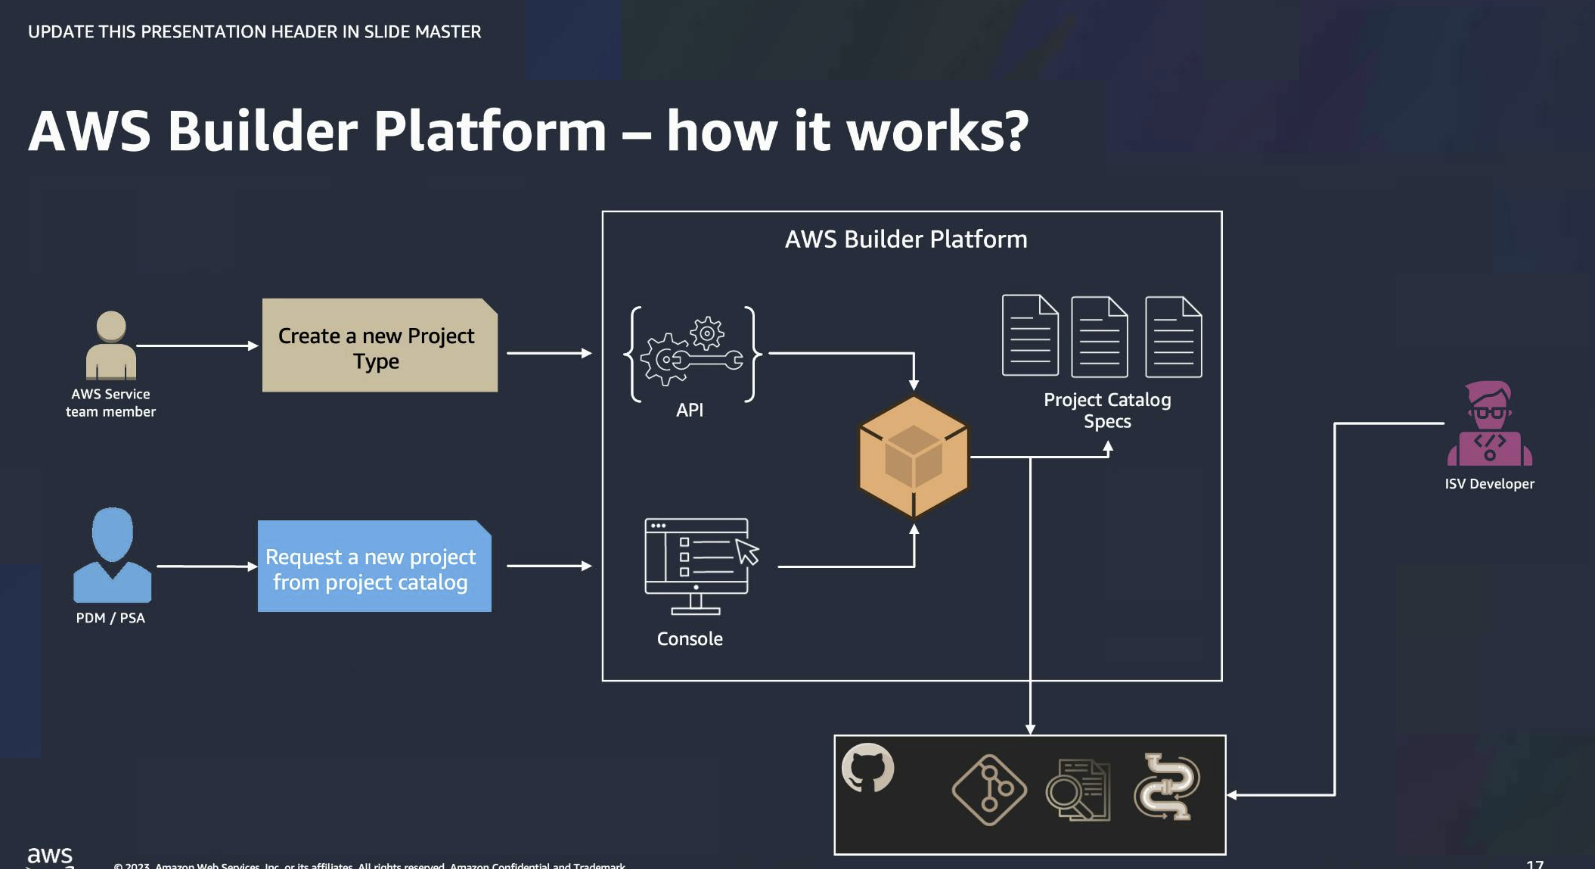 UPDATE THIS PRESENTATION HEADER IN SLIDE MASTER
AWS Builder Platform – how it works?
AWS Builder Platform
Create a new Project
Type
AWS Service
team member
API
Project Catalog
Specs
ISV Developer
Request a new project
from project catalog
PDM / PSA
Console
aws
© 2023, Amazon Web Services, Inc. or its affiliates. All rights reserved. Amazon Confidential and Trademark.
17